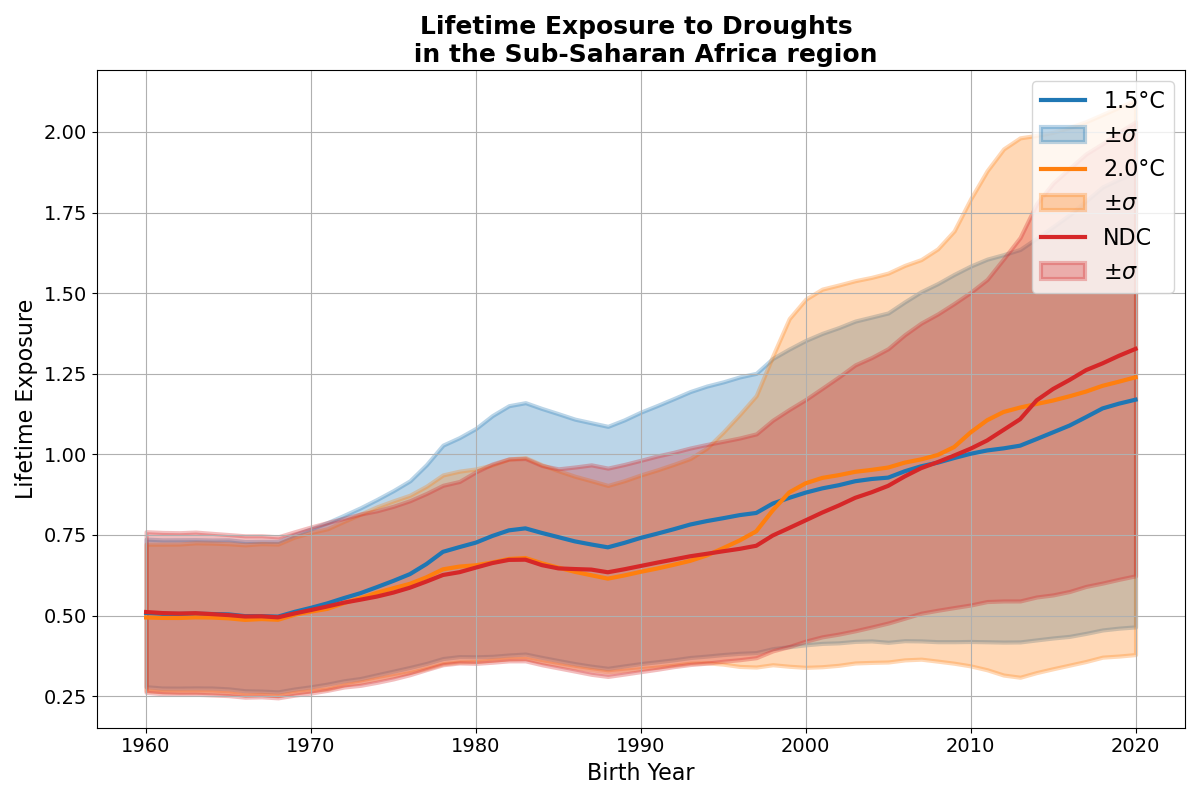 Lifetime Exposure to Droughts
in the Sub-Saharan Africa region
Lifetime Exposure
2.00
1.75
1.50
1.25
1.00
0.75
0.50
0.25
1.5°C
±σ
2.0°C
±σ
NDC
±σ
1960 1970 1980 1990 2000 2010 2020
Birth Year